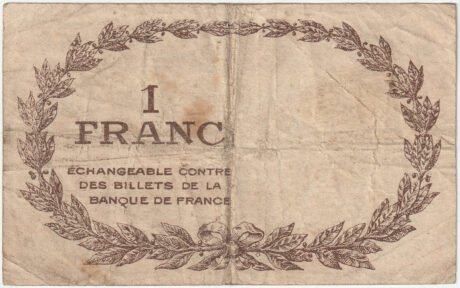 1
FRANC
ÉCHANGEABLE CONTRE
DES BILLETS DE LA
BANQUE DE FRANCE